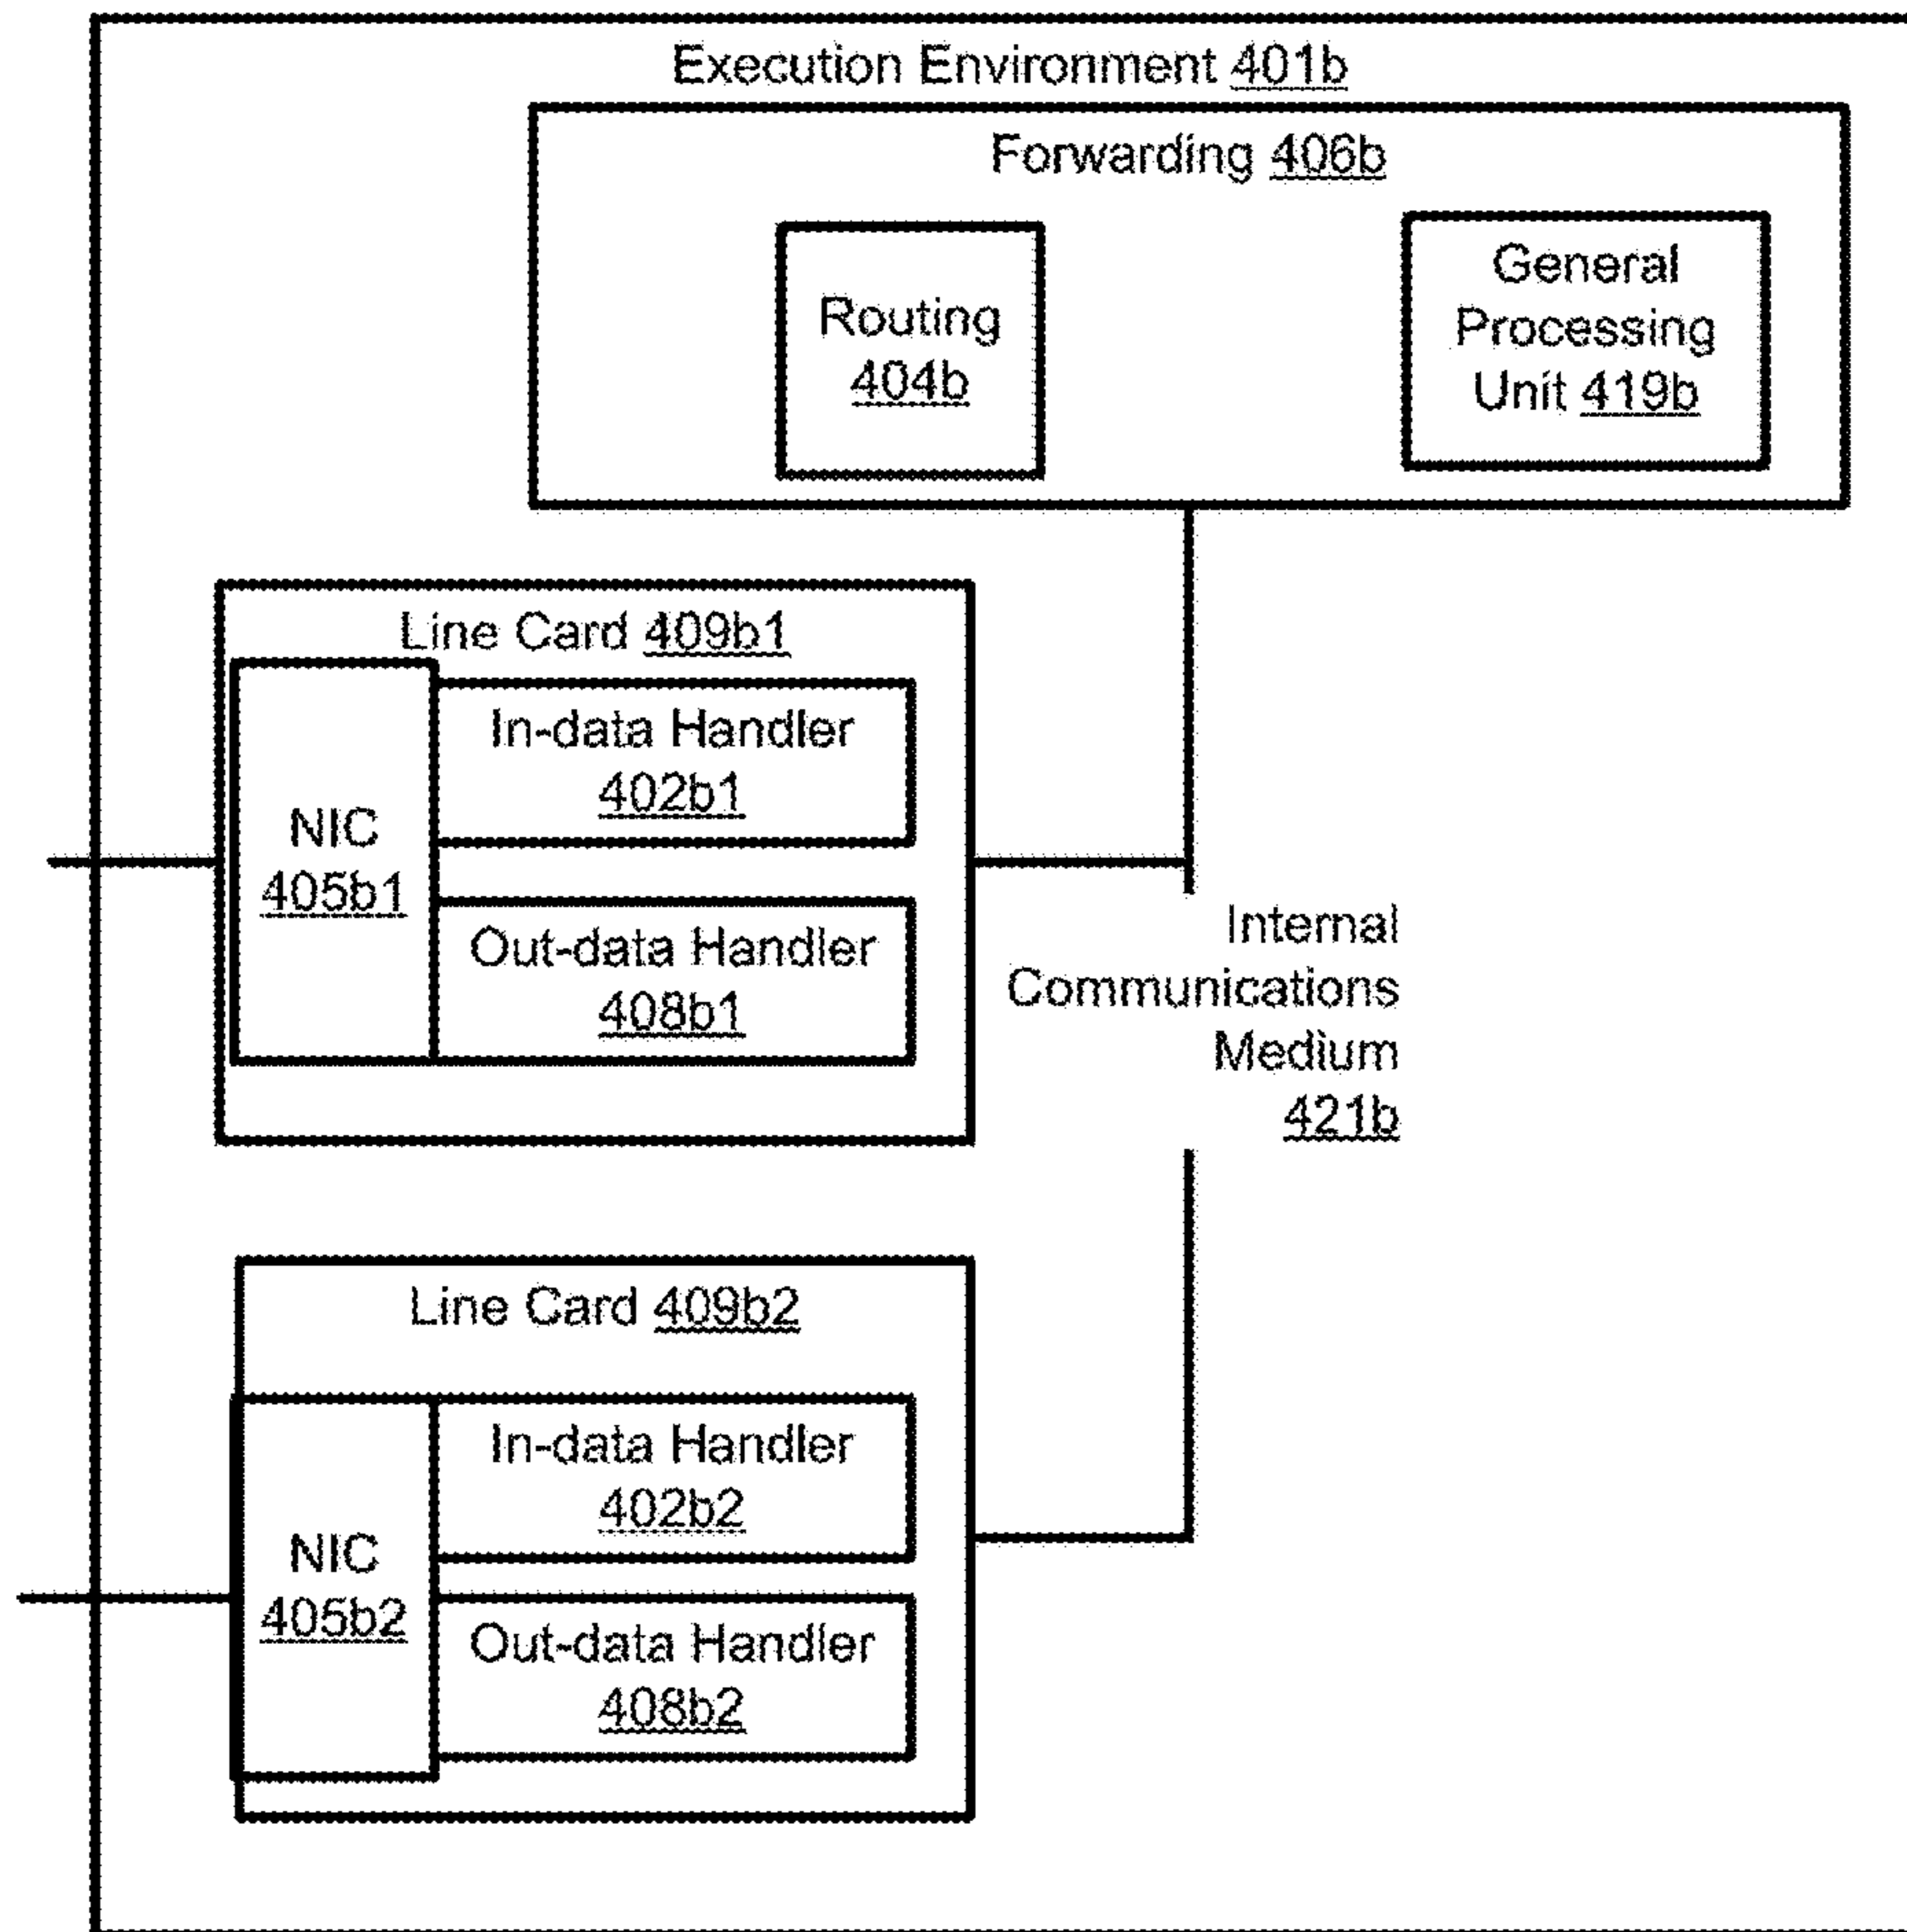 Execution Environment 401b
Forwarding 406b
Routing
404b
General
Processing
Unit 419b
Line Card 409b1
NIC
405b1
In-data Handler
402b1
Out-data Handler
408b1
Internal
Communications
Medium
421b
Line Card 409b2
NIC
405b2
In-data Handler
402b2
Out-data Handler
408b2